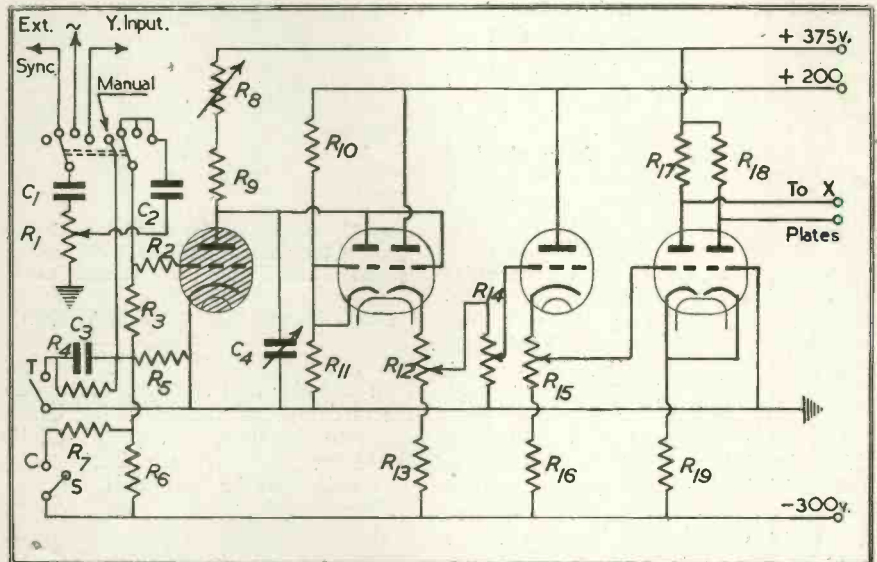 Ext. ~ Y. Input.
Sync
Manual
+ 375v.
+ 200
R8
R10
R9
R17 R18
C1
C2
R1
R2
To X
Plates
R14
R3
C3
R4
T
R5
C4
R11
R12
R15
R7
C
S
R6
R13
R16
R19
-300v.